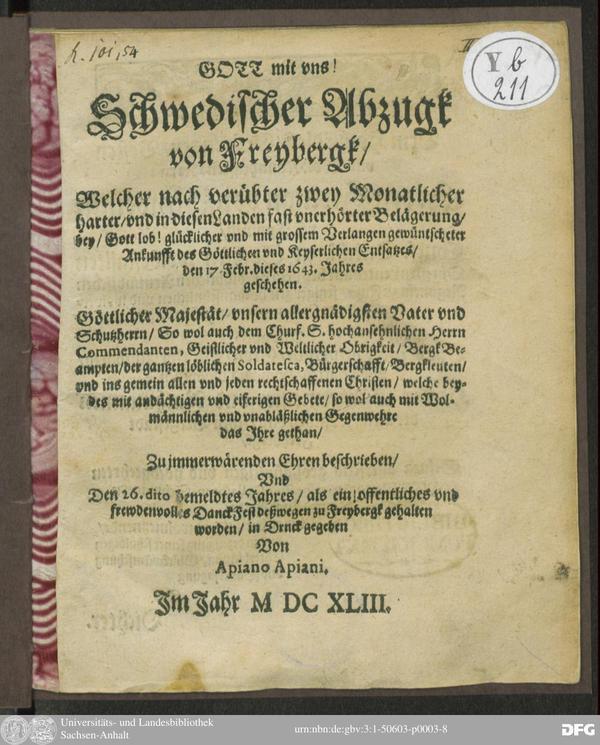 h. 101,54
II
Yb
211
GOTT mit vns!
Schwedischer Abzugk
von Freybergk/
Welcher nach verübter zwey Monatlicher
harter/vnd in diesen Landen fast vnerhörter Belägerung/
bey/ Gott lob! glücklicher vnd mit grossem Verlangen gewüntscheter
Ankunfft des Göttlichen vnd Keyserlichen Entsatzes/
den 17. Febr. dieses 1643. Jahres
geschehen.
Göttlicher Majestät/ vnsern allergnädigsten Vater vnd
Schutzherrn/ So wol auch dem Churf. S. hochansehnlichen Herrn
Commendanten, Geistlicher vnd Weltlicher Obrigkeit/ Bergk Be-
ampten/der gantzen löblichen Soldatesca, Bürgerschafft/ Bergkleuten/
vnd ins gemein allen vnd jeden rechtschaffenen Christen/ welche bey-
des mit andächtigen vnd eiferigen Gebete/ so wol auch mit Wol-
männlichen vnd vnabläßlichen Gegenwehre
das Ihre gethan/
Zu jmmerwärenden Ehren beschrieben/
Vnd
Den 26. dito bemeldtes Jahres/ als ein offentliches vnd
frewdenvolles Danck Fest deßwegen zu Freybergk gehalten
worden/ in Druck gegeben
Von
Apiano Apiani.
Im Jahr M DC XLIII.
Universitäts- und Landesbibliothek
Sachsen-Anhalt
urn:nbn:de:gbv:3:1-50603-p0003-8
DFG